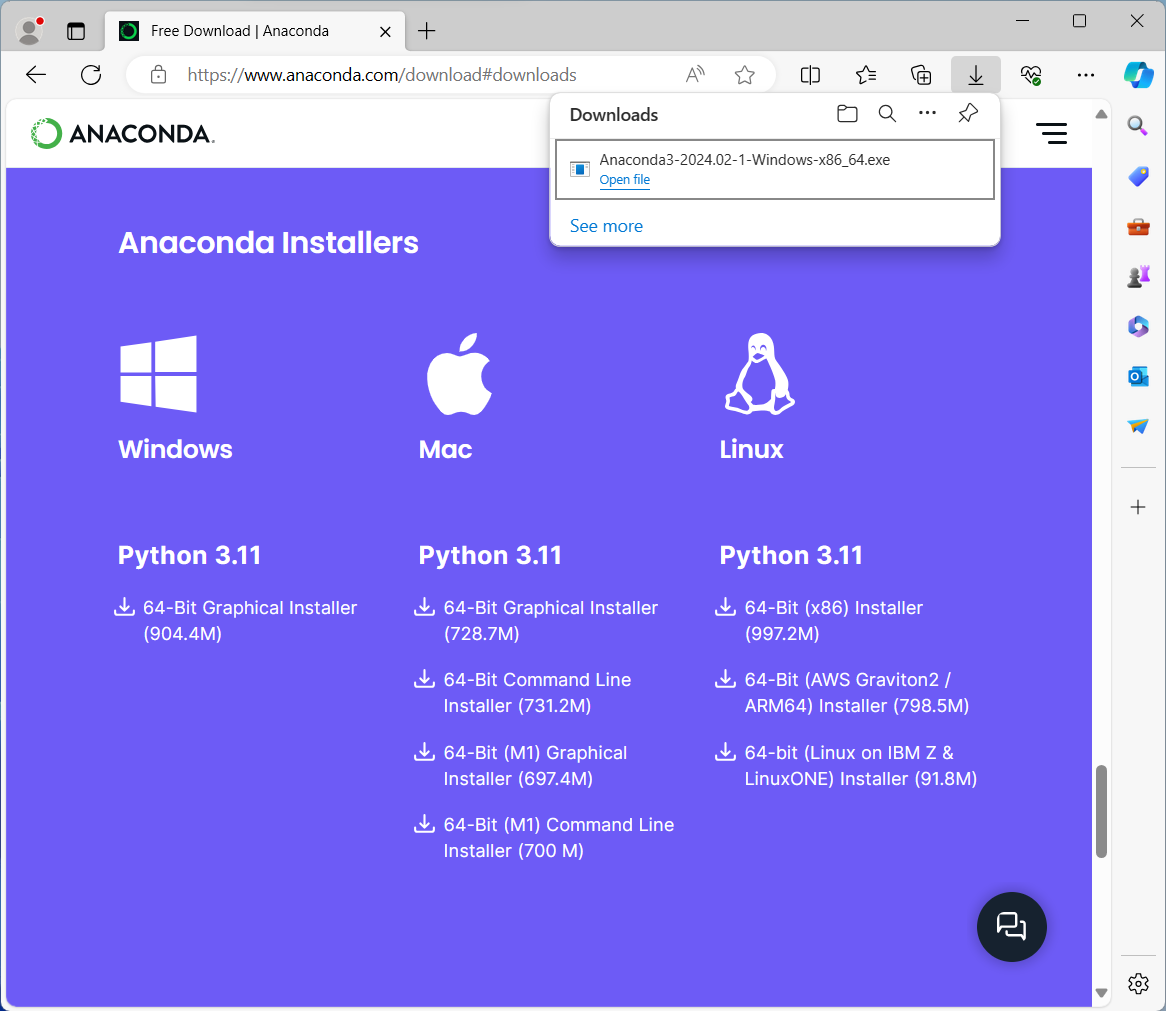 Free Download | Anaconda
https://www.anaconda.com/download#downloads
Downloads
Anaconda3-2024.02-1-Windows-x86_64.exe
Open file
See more
ANACONDA.
Anaconda Installers
Windows
Mac
Linux
Python 3.11
64-Bit Graphical Installer
(904.4M)
Python 3.11
64-Bit Graphical Installer
(728.7M)
64-Bit Command Line
Installer (731.2M)
64-Bit (M1) Graphical
Installer (697.4M)
64-Bit (M1) Command Line
Installer (700 M)
Python 3.11
64-Bit (x86) Installer
(997.2M)
64-Bit (AWS Graviton2 /
ARM64) Installer (798.5M)
64-bit (Linux on IBM Z &
LinuxONE) Installer (91.8M)